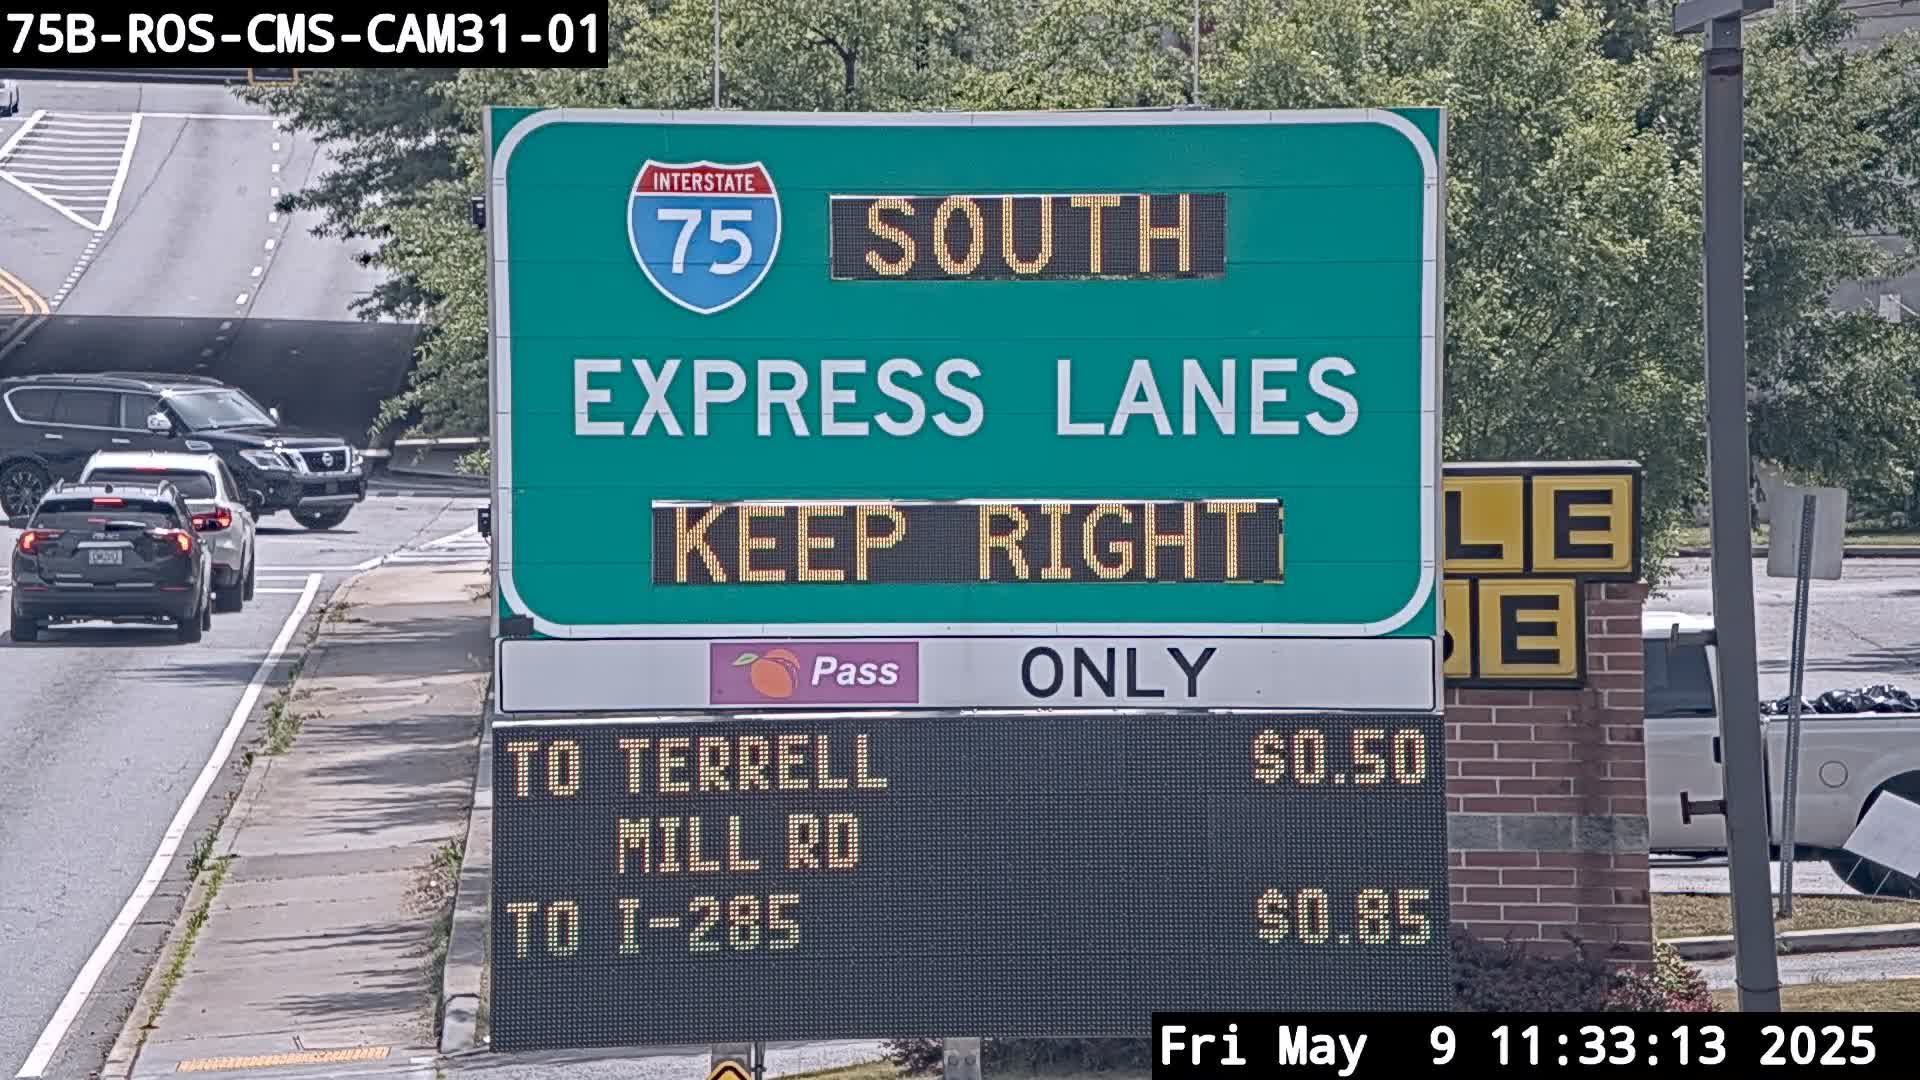 75B-ROS-CMS-CAM31-01
INTERSTATE
75
SOUTH
EXPRESS LANES
KEEP RIGHT
Pass ONLY
TO TERRELL $0.50
MILL RD
TO I-285 $0.85
LE
E
Fri May 9 11:33:13 2025